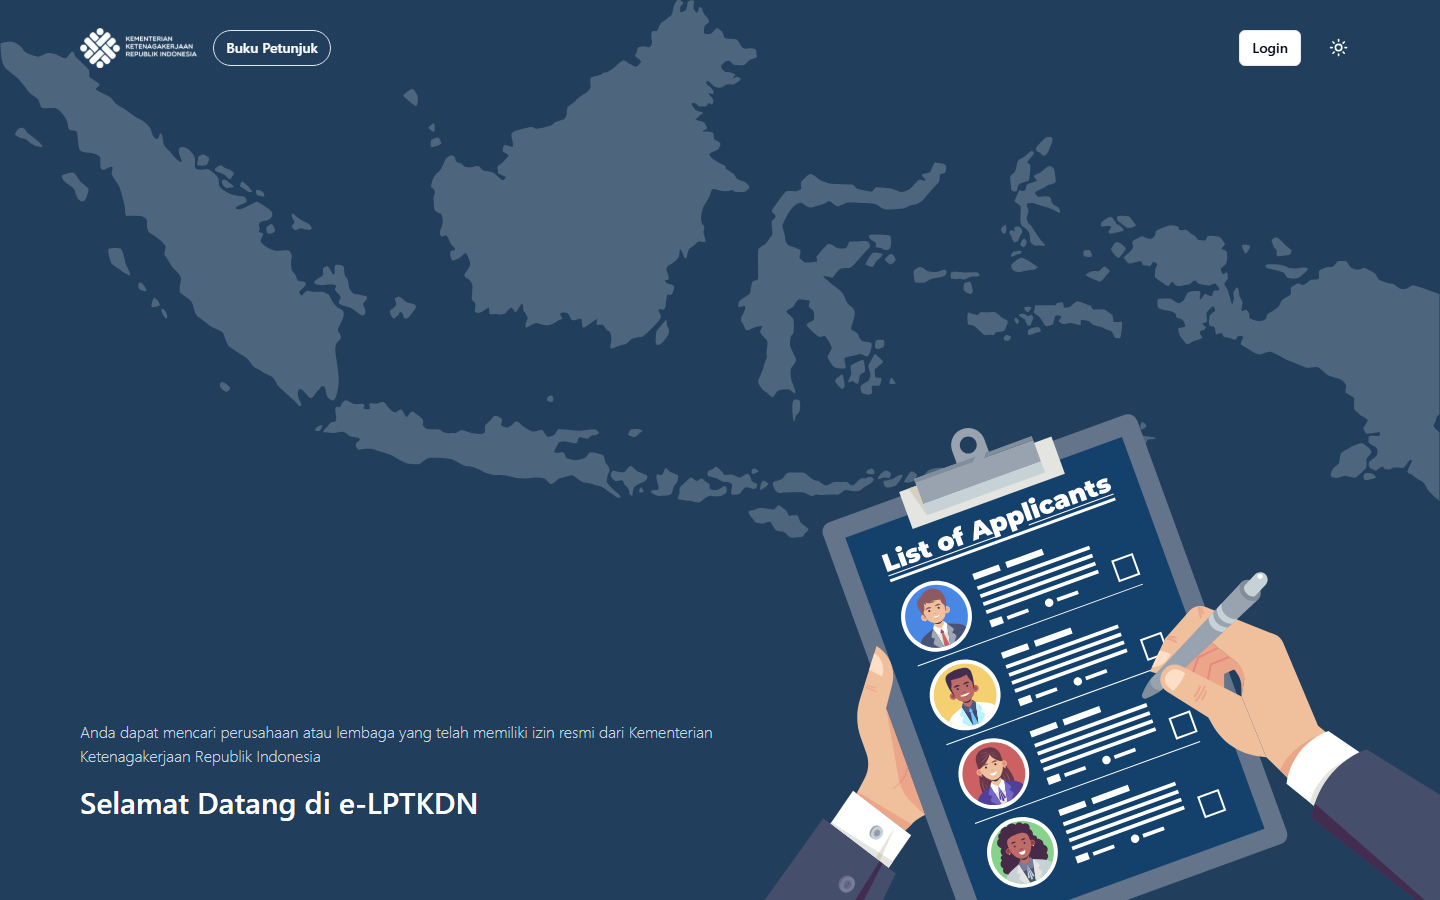 KEMENTERIAN
KETENAGAKERJAAN
REPUBLIK INDONESIA
Buku Petunjuk
Login
List of Applicants
Anda dapat mencari perusahaan atau lembaga yang telah memiliki izin resmi dari Kementerian
Ketenagakerjaan Republik Indonesia
Selamat Datang di e-LPTKDN